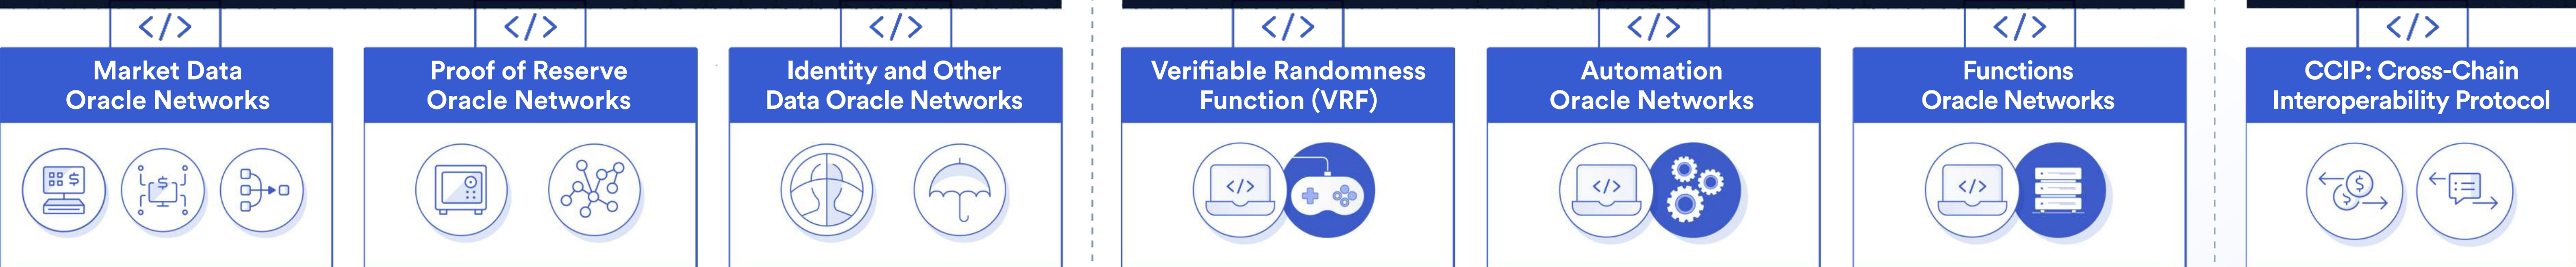 </> </> </> </> </> </> </>
Market Data
Oracle Networks
Proof of Reserve
Oracle Networks
Identity and Other
Data Oracle Networks
Verifiable Randomness
Function (VRF)
Automation
Oracle Networks
Functions
Oracle Networks
CCIP: Cross-Chain
Interoperability Protocol
$
$
</>
</>
</>
$
$